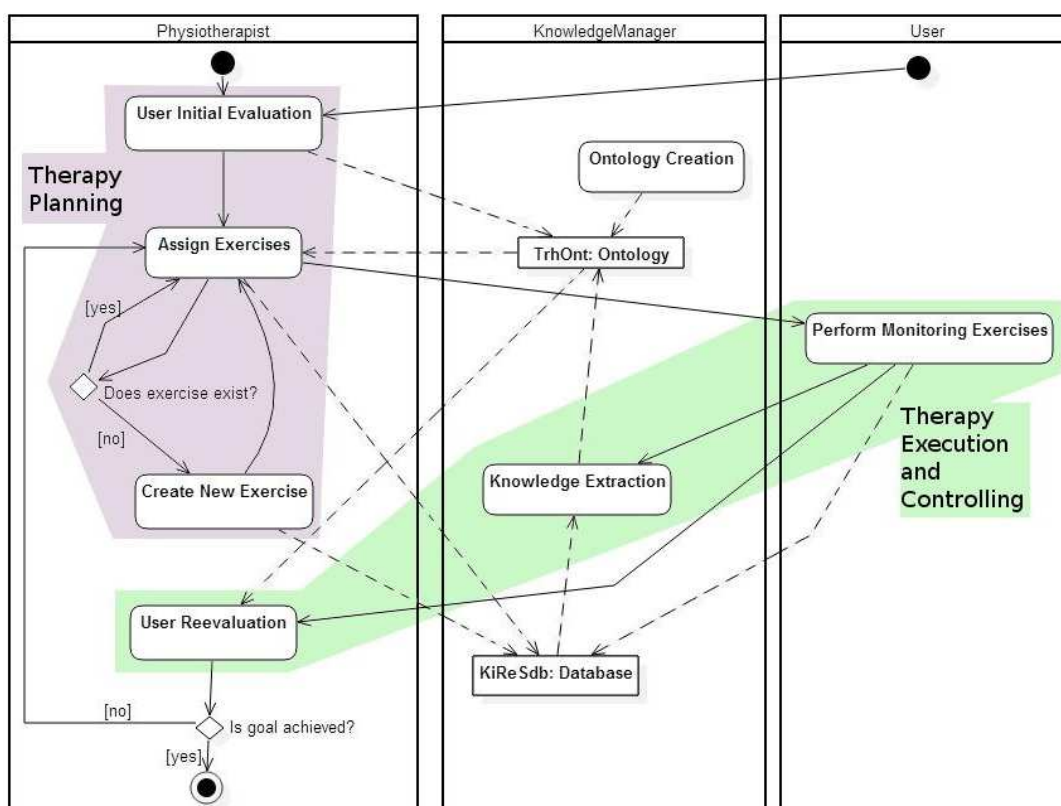 Physiotherapist
KnowledgeManager
User
User Initial Evaluation
Ontology Creation
Therapy
Planning
Assign Exercises
TrhOnt: Ontology
[yes]
Perform Monitoring Exercises
Does exercise exist?
[no]
Therapy
Execution
and
Controlling
Create New Exercise
Knowledge Extraction
User Reevaluation
KiReSdb: Database
[no]
Is goal achieved?
[yes]